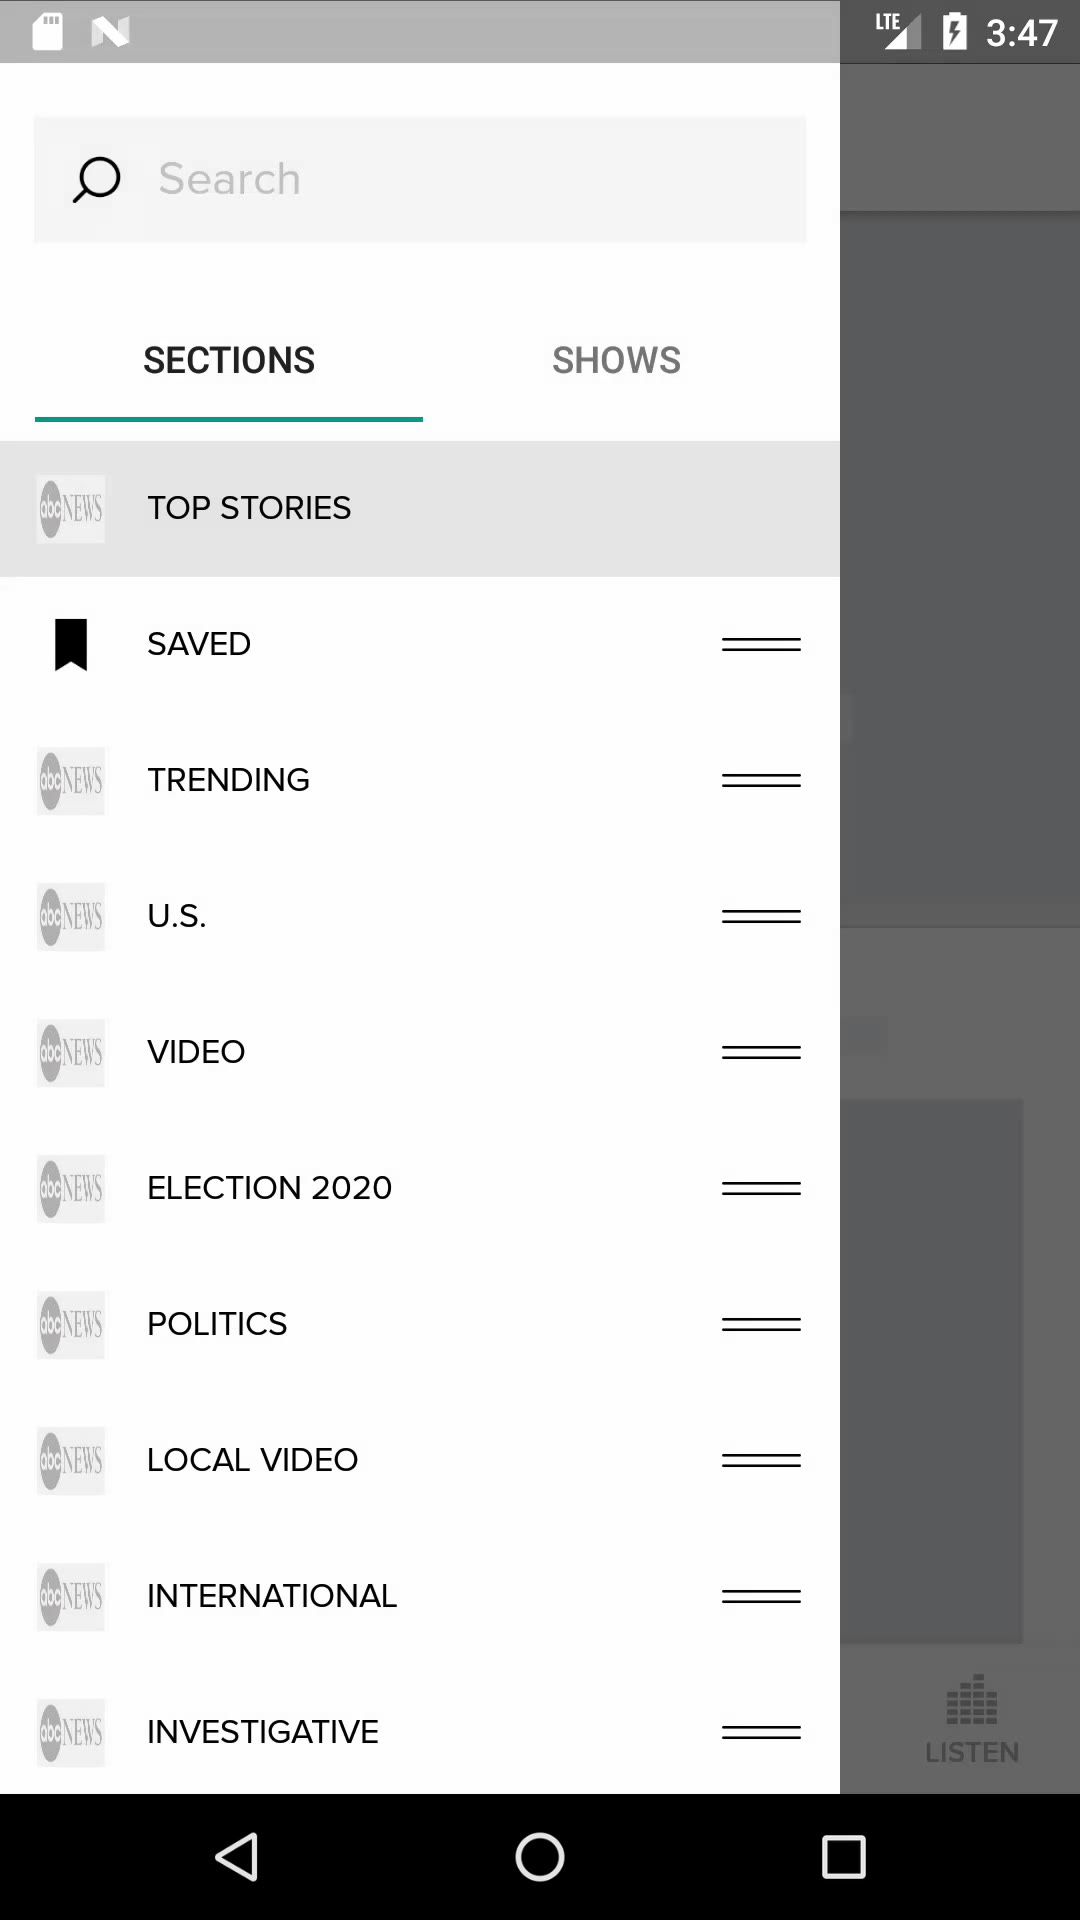 LTE 3:47
Search
SECTIONS SHOWS
abc NEWS TOP STORIES
SAVED
abc NEWS TRENDING
abc NEWS U.S.
abc NEWS VIDEO
abc NEWS ELECTION 2020
abc NEWS POLITICS
abc NEWS LOCAL VIDEO
abc NEWS INTERNATIONAL
abc NEWS INVESTIGATIVE
LISTEN